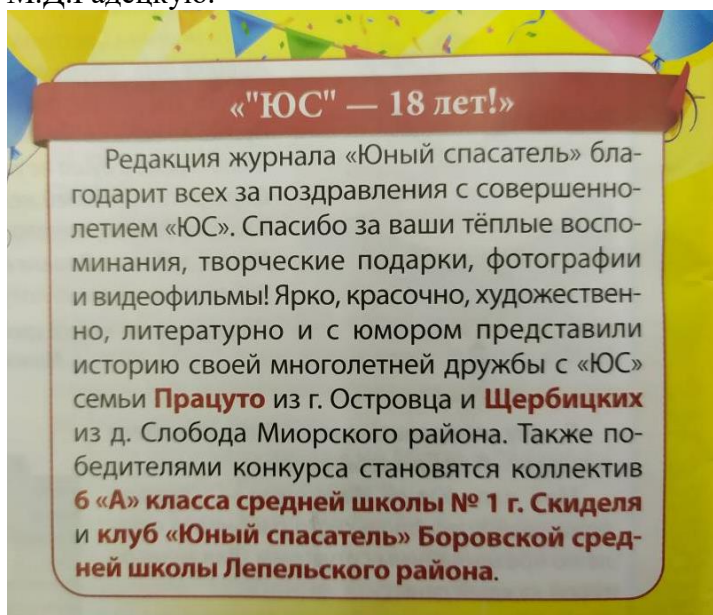 М.Д.Радецкую.
«"ЮС" — 18 лет!»
Редакция журнала «Юный спасатель» бла-
годарит всех за поздравления с совершенно-
летием «ЮС». Спасибо за ваши тёплые воспо-
минания, творческие подарки, фотографии
и видеофильмы! Ярко, красочно, художествен-
но, литературно и с юмором представили
историю своей многолетней дружбы с «ЮС»
семьи Працуто из г. Островца и Щербицких
из д. Слобода Миорского района. Также по-
бедителями конкурса становятся коллектив
6 «А» класса средней школы № 1 г. Скиделя
и клуб «Юный спасатель» Боровской сред-
ней школы Лепельского района.